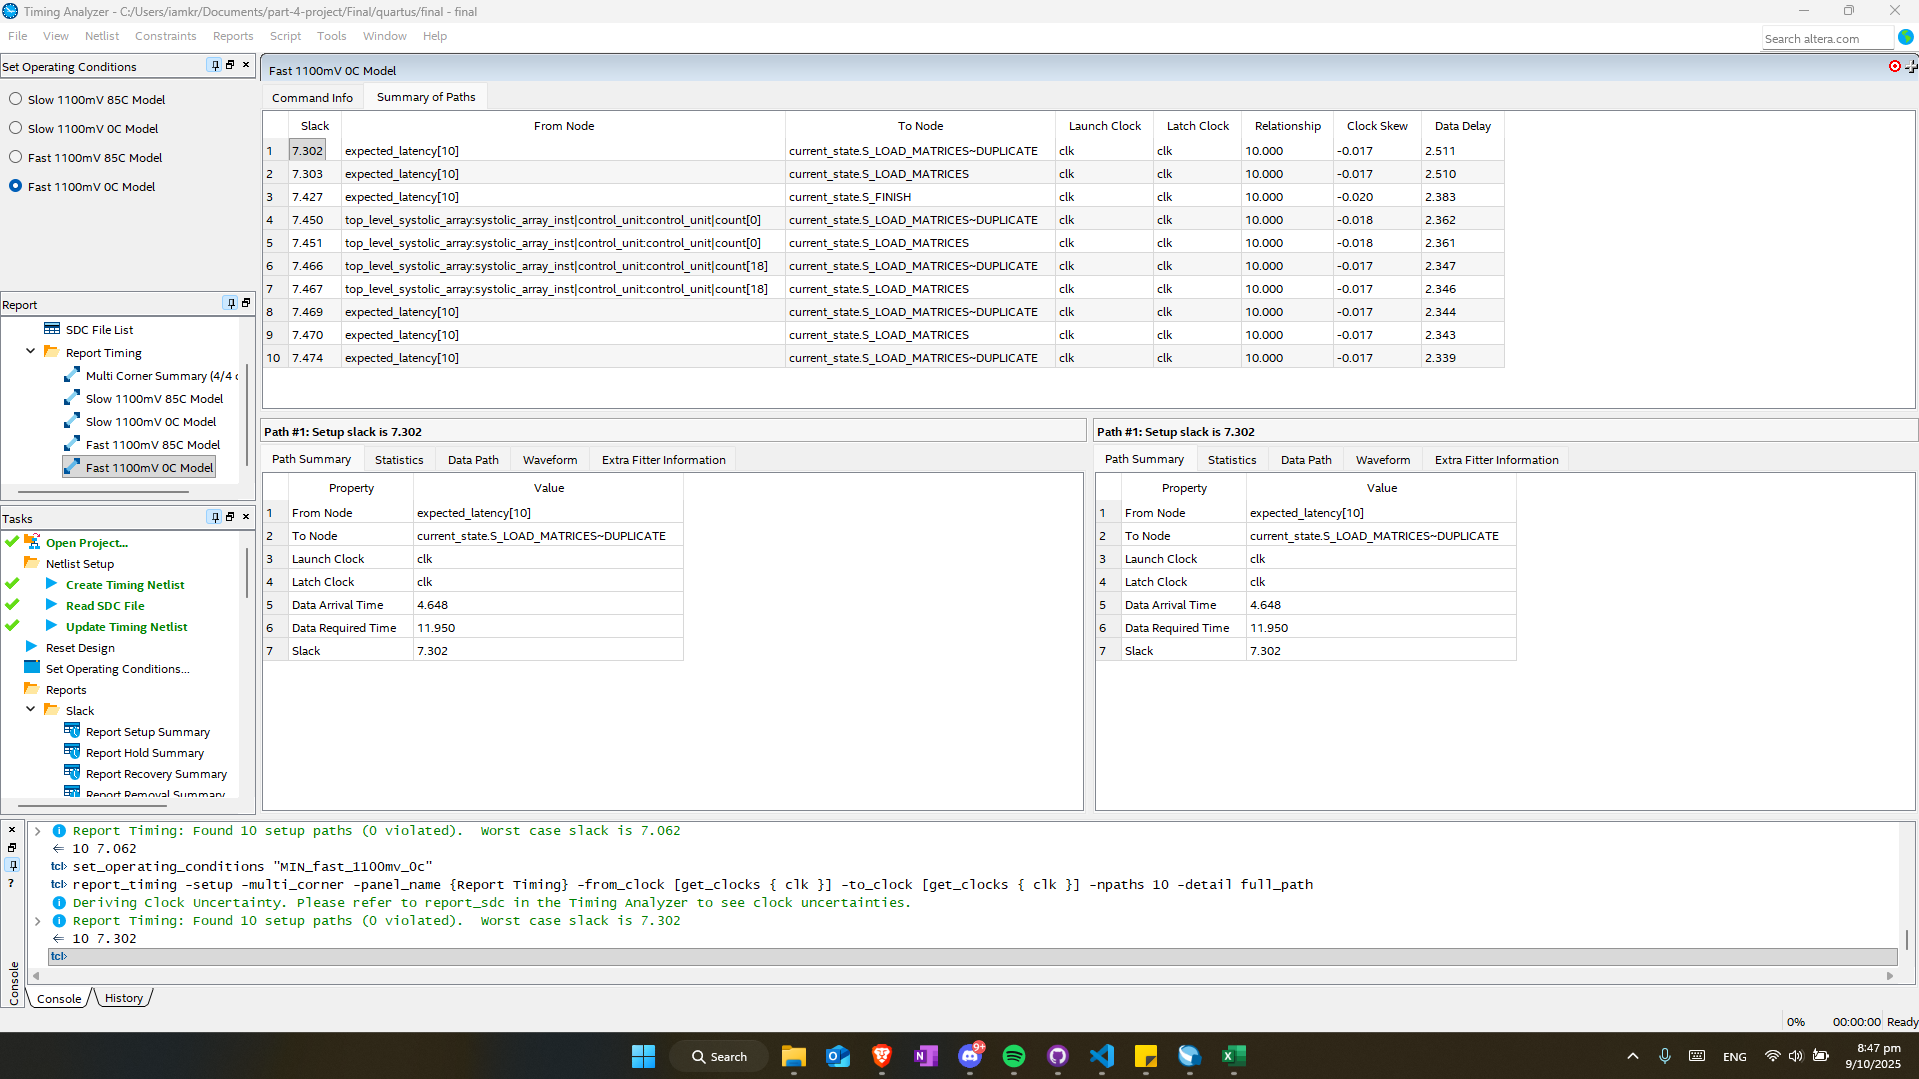 Timing Analyzer - C:/Users/iamkr/Documents/part-4-project/Final/quartus/final - final
File View Netlist Constraints Reports Script Tools Window Help
Search altera.com
Set Operating Conditions
Slow 1100mV 85C Model
Slow 1100mV 0C Model
Fast 1100mV 85C Model
Fast 1100mV 0C Model
Report
SDC File List
Report Timing
Multi Corner Summary (4/4 c
Slow 1100mV 85C Model
Slow 1100mV 0C Model
Fast 1100mV 85C Model
Fast 1100mV 0C Model
Tasks
Open Project...
Netlist Setup
Create Timing Netlist
Read SDC File
Update Timing Netlist
Reset Design
Set Operating Conditions...
Reports
Slack
Report Setup Summary
Report Hold Summary
Report Recovery Summary
Report Removal Summary
Fast 1100mV 0C Model
Command Info Summary of Paths
Slack From Node To Node Launch Clock Latch Clock Relationship Clock Skew Data Delay
1 7.302 expected_latency[10] current_state.S_LOAD_MATRICES~DUPLICATE clk clk 10.000 -0.017 2.511
2 7.303 expected_latency[10] current_state.S_LOAD_MATRICES clk clk 10.000 -0.017 2.510
3 7.427 expected_latency[10] current_state.S_FINISH clk clk 10.000 -0.020 2.383
4 7.450 top_level_systolic_array:systolic_array_inst|control_unit:control_unit|count[0] current_state.S_LOAD_MATRICES~DUPLICATE clk clk 10.000 -0.018 2.362
5 7.451 top_level_systolic_array:systolic_array_inst|control_unit:control_unit|count[0] current_state.S_LOAD_MATRICES clk clk 10.000 -0.018 2.361
6 7.466 top_level_systolic_array:systolic_array_inst|control_unit:control_unit|count[18] current_state.S_LOAD_MATRICES~DUPLICATE clk clk 10.000 -0.017 2.347
7 7.467 top_level_systolic_array:systolic_array_inst|control_unit:control_unit|count[18] current_state.S_LOAD_MATRICES clk clk 10.000 -0.017 2.346
8 7.469 expected_latency[10] current_state.S_LOAD_MATRICES~DUPLICATE clk clk 10.000 -0.017 2.344
9 7.470 expected_latency[10] current_state.S_LOAD_MATRICES clk clk 10.000 -0.017 2.343
10 7.474 expected_latency[10] current_state.S_LOAD_MATRICES~DUPLICATE clk clk 10.000 -0.017 2.339
Path #1: Setup slack is 7.302
Path Summary Statistics Data Path Waveform Extra Fitter Information
Property Value
1 From Node expected_latency[10]
2 To Node current_state.S_LOAD_MATRICES~DUPLICATE
3 Launch Clock clk
4 Latch Clock clk
5 Data Arrival Time 4.648
6 Data Required Time 11.950
7 Slack 7.302
Path #1: Setup slack is 7.302
Path Summary Statistics Data Path Waveform Extra Fitter Information
Property Value
1 From Node expected_latency[10]
2 To Node current_state.S_LOAD_MATRICES~DUPLICATE
3 Launch Clock clk
4 Latch Clock clk
5 Data Arrival Time 4.648
6 Data Required Time 11.950
7 Slack 7.302
Report Timing: Found 10 setup paths (0 violated). Worst case slack is 7.062
10 7.062
tcl> set_operating_conditions "MIN_fast_1100mv_0c"
tcl> report_timing -setup -multi_corner -panel_name {Report Timing} -from_clock [get_clocks { clk }] -to_clock [get_clocks { clk }] -npaths 10 -detail full_path
Deriving Clock Uncertainty. Please refer to report_sdc in the Timing Analyzer to see clock uncertainties.
Report Timing: Found 10 setup paths (0 violated). Worst case slack is 7.302
10 7.302
tcl>
Console
Console History
0% 00:00:00 Ready
Search
9+
ENG
8:47 pm
9/10/2025